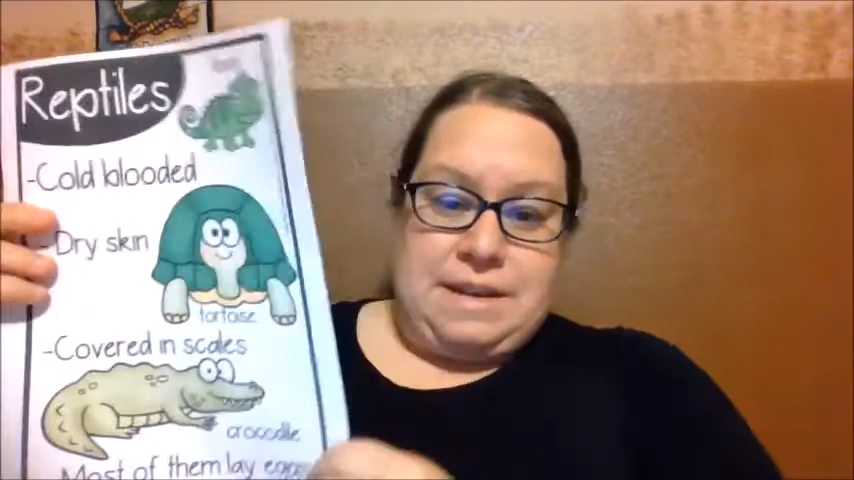 Reptiles
-Cold blooded
-Dry skin
tortoise
-Covered in scales
crocodile
Most of them lay eggs